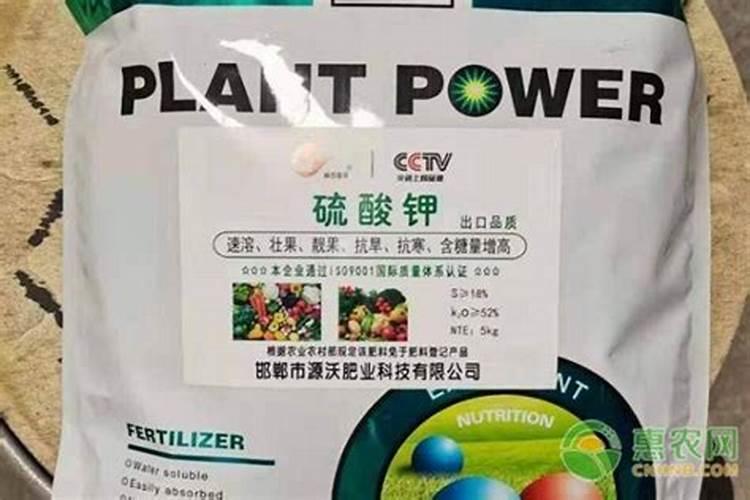 PLANT POWER
CCTV
硫酸钾 出口品质
速溶、壮果、靓果、抗旱、抗寒、含糖量增高
☆☆☆本企业通过ISO9001国际质量体系认证☆☆☆
S≥18%
k₂O≥52%
NTE: 5kg
根据农业农村部规定该肥料免于肥料登记产品
邯郸市源沃肥业科技有限公司
NUTRITION
FERTILIZER
Water soluble
Easily absorbed
惠农网
CNHNB.COM